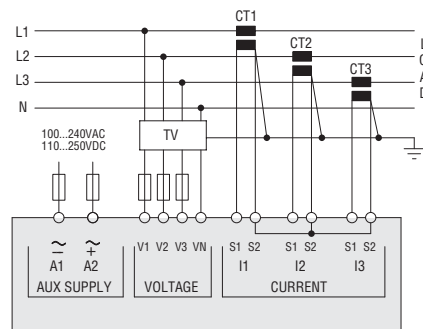 CT1
L1
CT2
L2
L
O
A
D
CT3
L3
N
100...240VAC
110...250VDC
TV
V1 V2 V3 VN S1 S2 S1 S2 S1 S2
A1 A2 I1 I2 I3
AUX SUPPLY VOLTAGE CURRENT